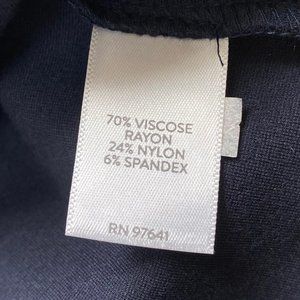 70% VISCOSE
RAYON
24% NYLON
6% SPANDEX
RN 97641